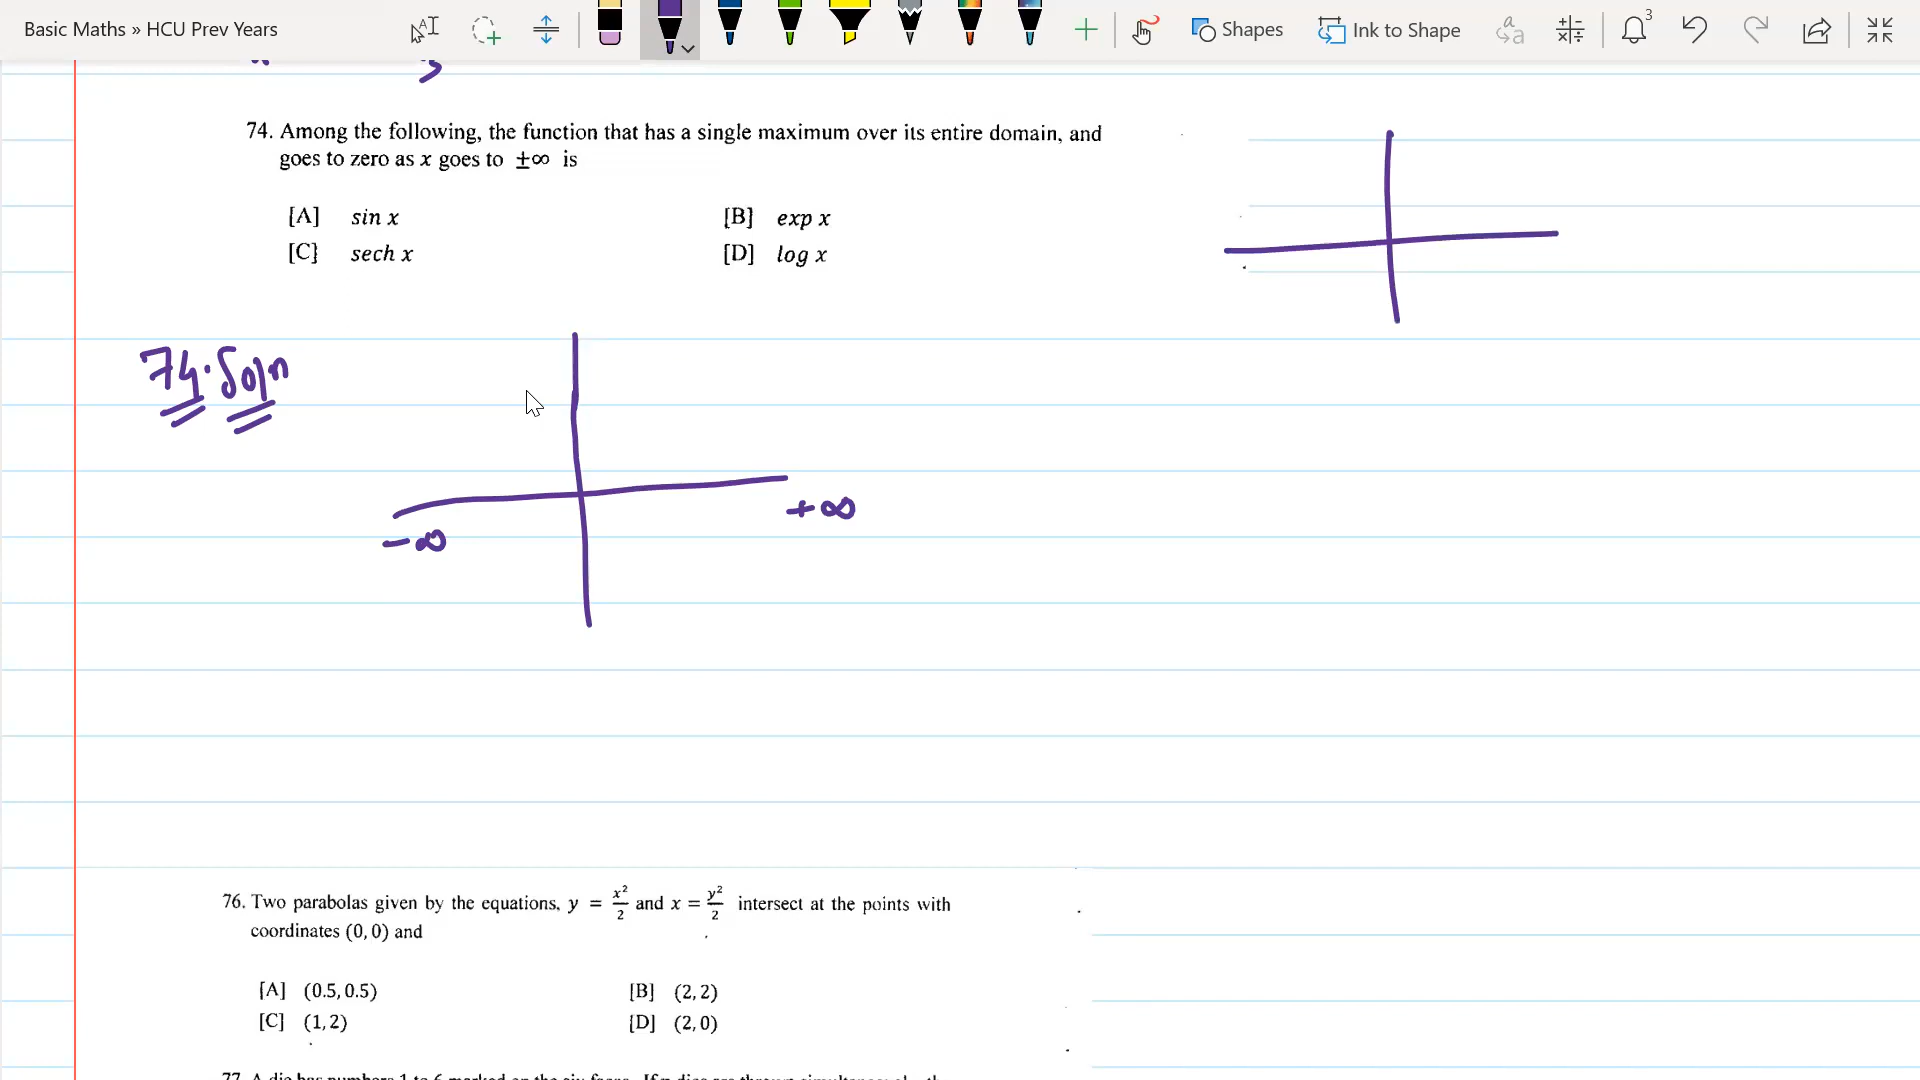 Basic Maths » HCU Prev Years
Shapes
Ink to Shape
3
74. Among the following, the function that has a single maximum over its entire domain, and
goes to zero as x goes to ±∞ is
[A] sin x [B] exp x
[C] sech x [D] log x
74. Soln
+∞
-∞
76. Two parabolas given by the equations, y = x²/2 and x = y²/2 intersect at the points with
coordinates (0, 0) and
[A] (0.5, 0.5) [B] (2, 2)
[C] (1, 2) [D] (2, 0)